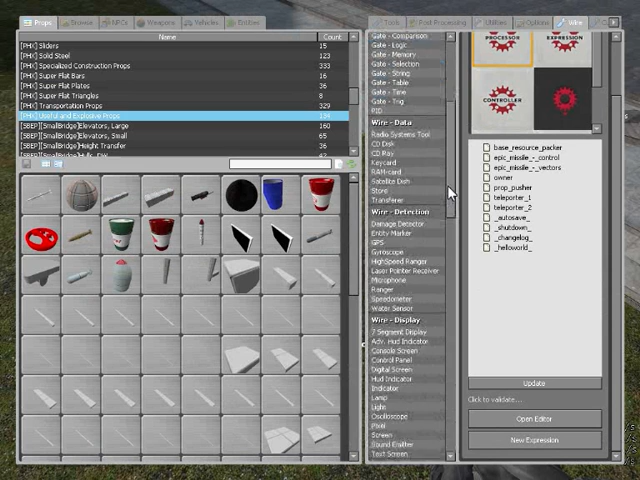 Props
NPCs
Weapons
Vehicles
Entities
Tools
Post Processing
Utilities
Options
Wire
Name
Count
[PHX] Sliders
15
[PHX] Solid Steel
123
[PHX] Specialized Construction Props
333
[PHX] Super Flat Bars
16
[PHX] Super Flat Plates
36
[PHX] Super Flat Triangles
8
[PHX] Transportation Props
329
[PHX] Useful and Explosive Props
194
[SBEP][SmallBridge]Elevators, Large
160
[SBEP][SmallBridge]Elevators, Small
65
[SBEP][SmallBridge]Height Transfer
36
Gate - Comparison
Gate - Logic
Gate - Memory
Gate - Selection
Gate - String
Gate - Table
Gate - Time
Gate - Trig
PID
Wire - Data
Radio Systems Tool
CD Disk
CD Ray
Keycard
RAM-card
Satellite Dish
Store
Transferer
Wire - Detection
Damage Detector
Entity Marker
GPS
Gyroscope
HighSpeed Ranger
Laser Pointer Receiver
Microphone
Ranger
Speedometer
Water Sensor
Wire - Display
7 Segment Display
Adv. Hud Indicator
Console Screen
Control Panel
Digital Screen
Hud Indicator
Indicator
Lamp
Light
Oscilloscope
Pixel
Screen
Sound Emitter
Text Screen
PROCESSOR
EXPRESSION
CONTROLLER
base_resource_packer
epic_missile_-_control
epic_missile_-_vectors
owner
prop_pusher
teleporter_1
teleporter_2
_autosave_
_shutdown_
_changelog_
_helloworld_
Update
Click to validate...
Open Editor
New Expression